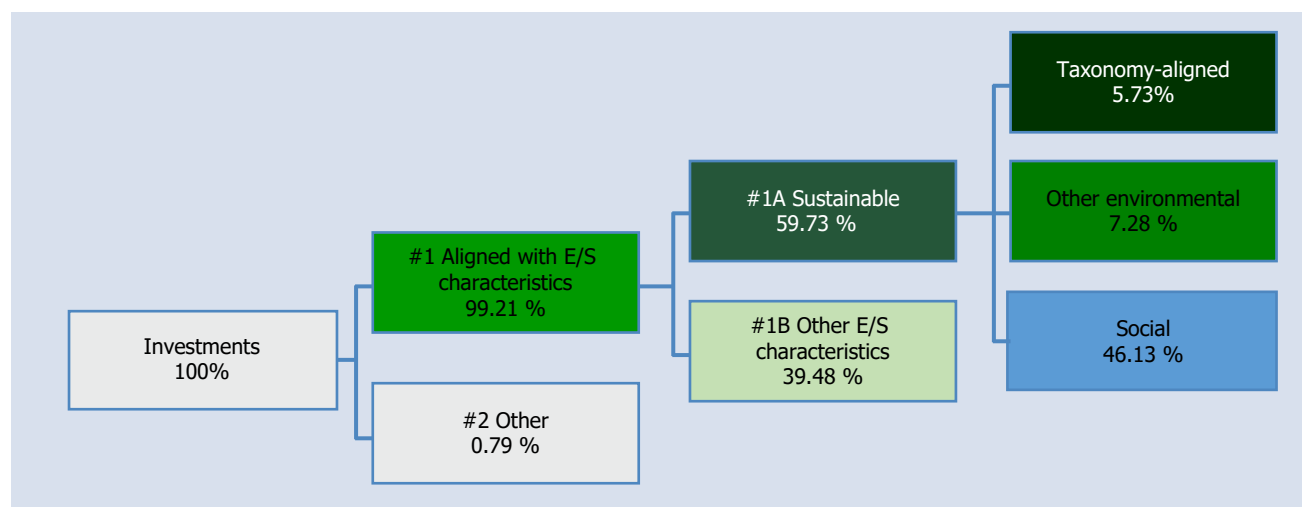 Investments
100%
#1 Aligned with E/S
characteristics
99.21 %
#2 Other
0.79 %
#1A Sustainable
59.73 %
#1B Other E/S
characteristics
39.48 %
Taxonomy-aligned
5.73%
Other environmental
7.28 %
Social
46.13 %